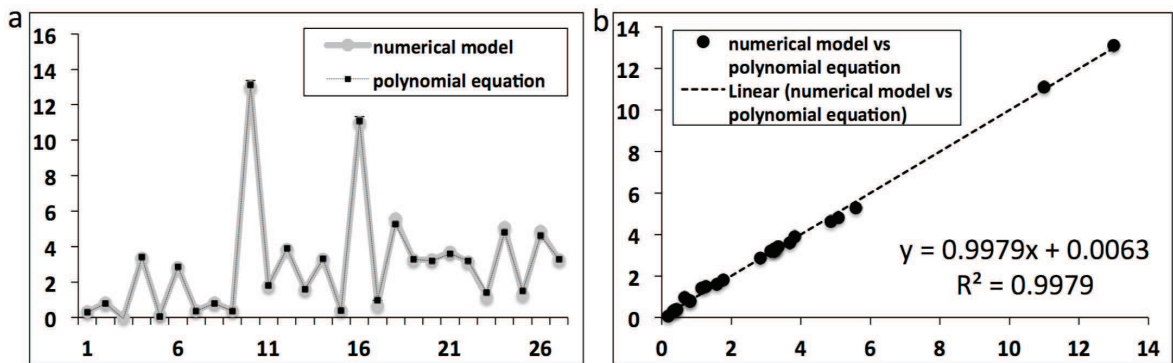 a
16
14
12
10
8
6
4
2
0
1 6 11 16 21 26
numerical model
polynomial equation
b
14
12
10
8
6
4
2
0
0 2 4 6 8 10 12 14
numerical model vs
polynomial equation
Linear (numerical model vs
polynomial equation)
y = 0.9979x + 0.0063
R² = 0.9979